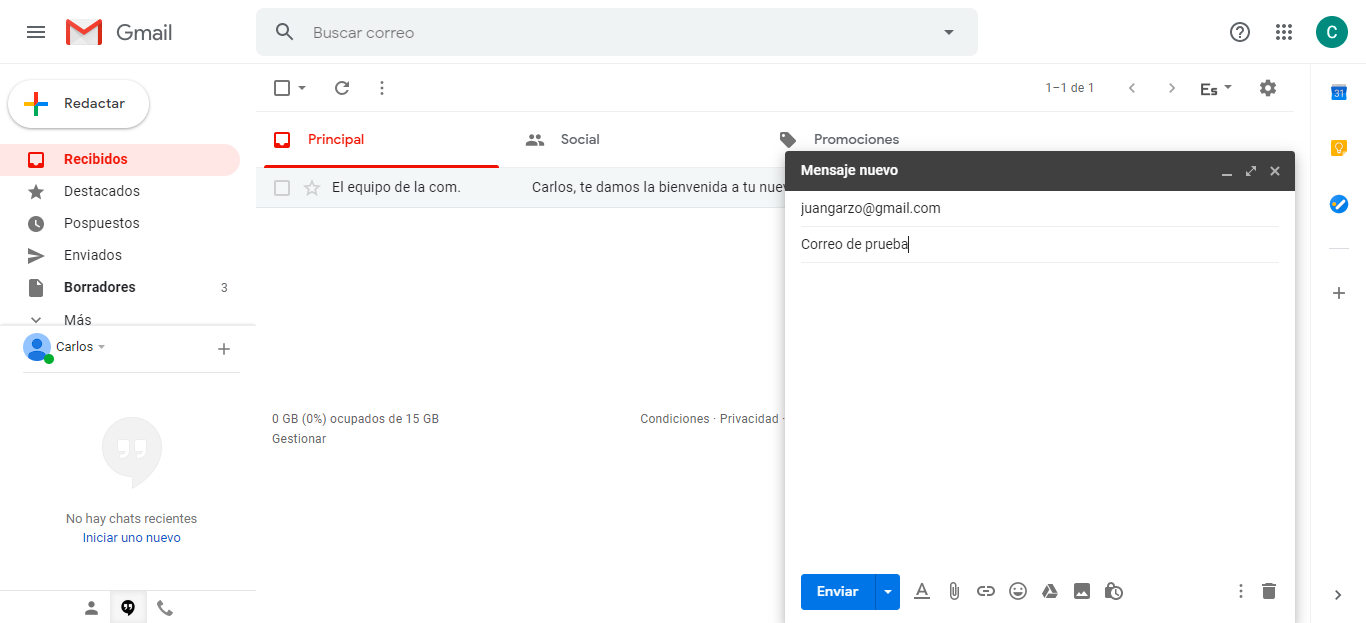 Gmail
Buscar correo
C
Redactar
1–1 de 1
Es
31
Principal
Social
Promociones
Recibidos
Destacados
Pospuestos
Enviados
Borradores 3
Más
El equipo de la com. Carlos, te damos la bienvenida a tu nuev
Carlos
No hay chats recientes
Iniciar uno nuevo
0 GB (0%) ocupados de 15 GB
Gestionar
Condiciones · Privacidad ·
Mensaje nuevo
juangarzo@gmail.com
Correo de prueba
Enviar